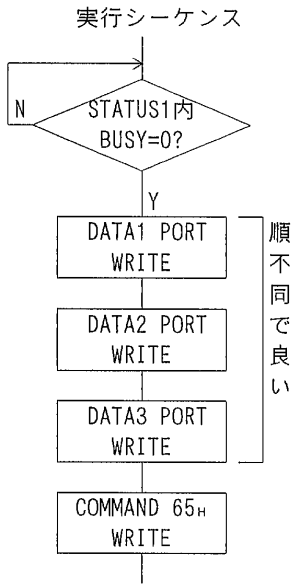 実行シーケンス
STATUS1内
BUSY=0?
N
Y
DATA1 PORT
WRITE
DATA2 PORT
WRITE
DATA3 PORT
WRITE
順不同で良い
COMMAND 65H
WRITE